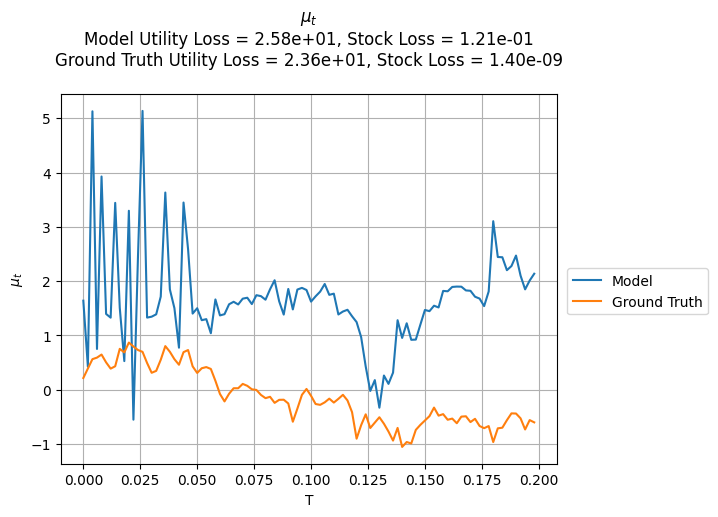 μ_t
Model Utility Loss = 2.58e+01, Stock Loss = 1.21e-01
Ground Truth Utility Loss = 2.36e+01, Stock Loss = 1.40e-09
5
4
3
2
1
0
−1
μ_t
0.000 0.025 0.050 0.075 0.100 0.125 0.150 0.175 0.200
T
Model
Ground Truth